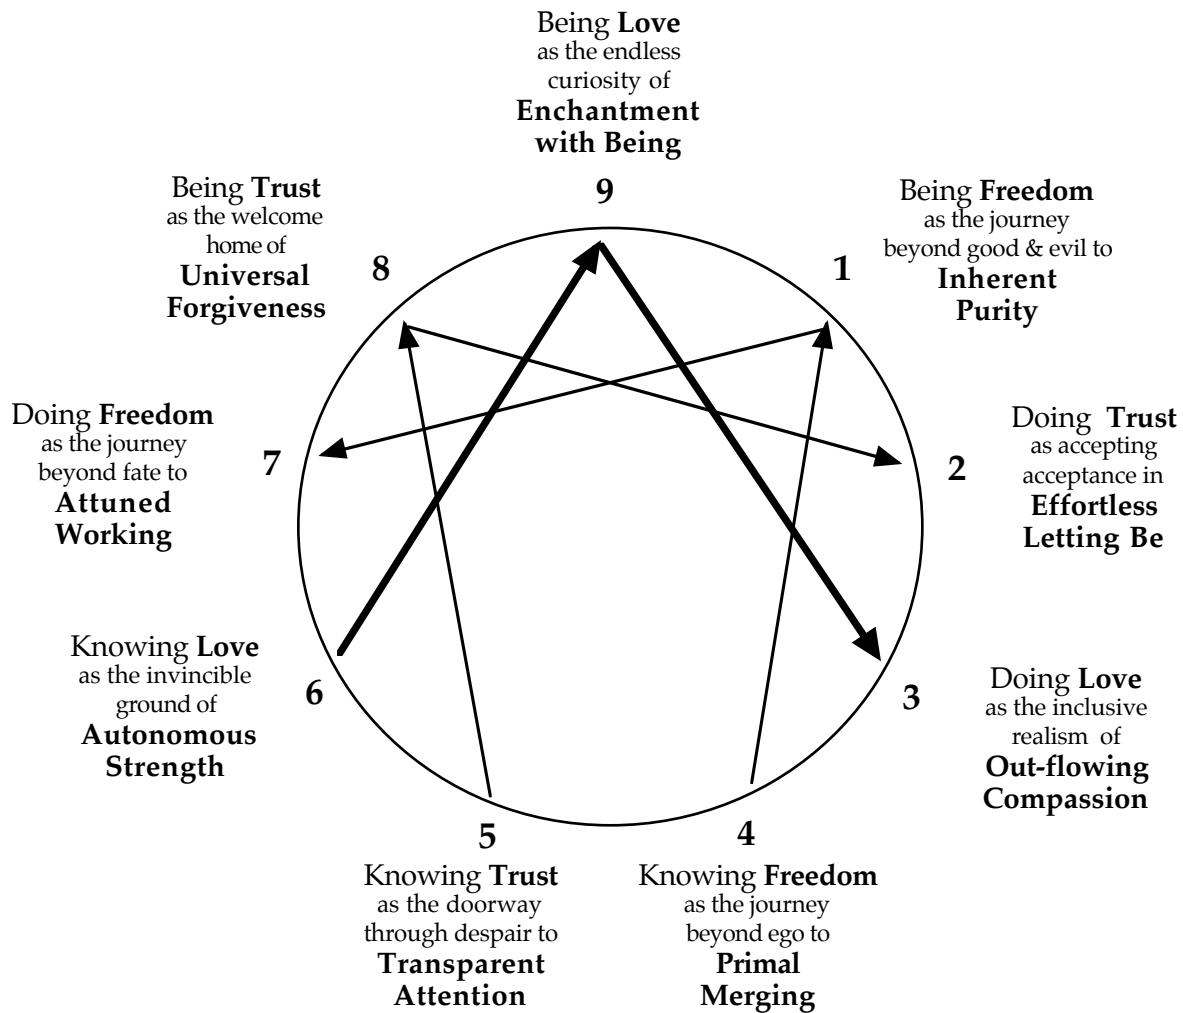 Being Love
as the endless
curiosity of
Enchantment
with Being
9
Being Trust
as the welcome
home of
Universal
Forgiveness
8
Being Freedom
as the journey
beyond good & evil to
Inherent
Purity
1
Doing Freedom
as the journey
beyond fate to
Attuned
Working
7
Doing Trust
as accepting
acceptance in
Effortless
Letting Be
2
Knowing Love
as the invincible
ground of
Autonomous
Strength
6
Doing Love
as the inclusive
realism of
Out-flowing
Compassion
3
5
Knowing Trust
as the doorway
through despair to
Transparent
Attention
4
Knowing Freedom
as the journey
beyond ego to
Primal
Merging